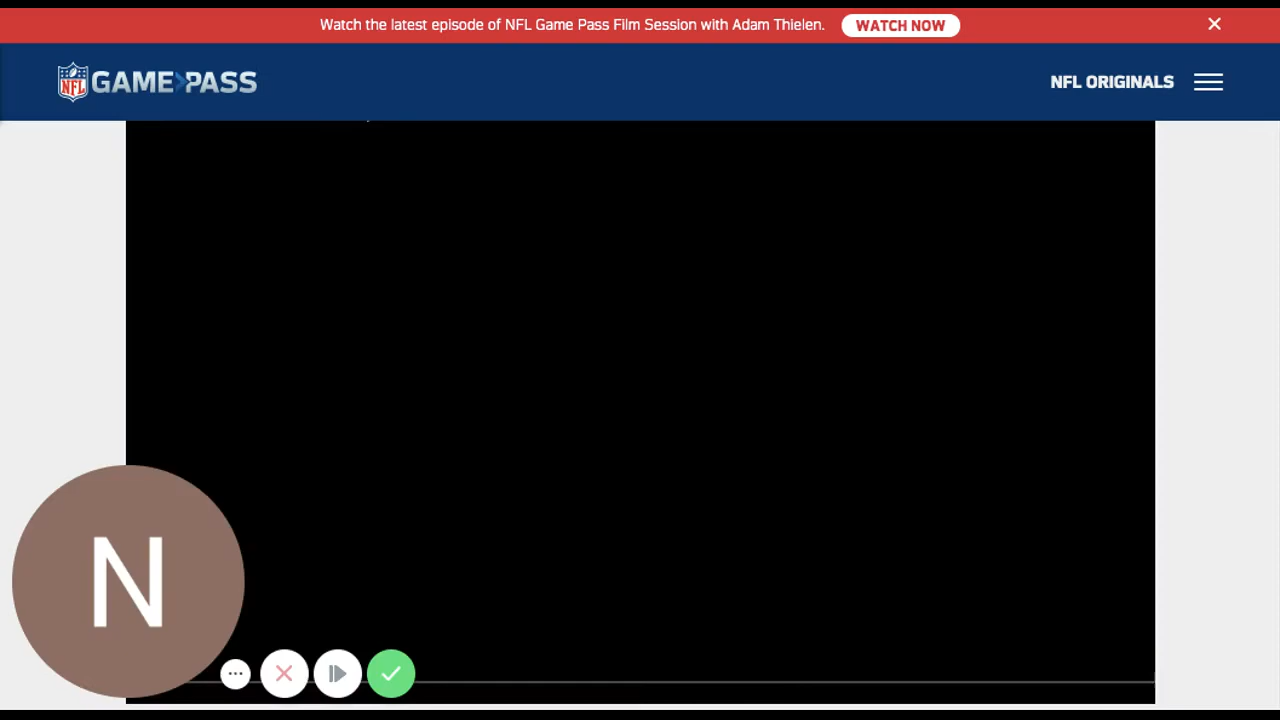 Watch the latest episode of NFL Game Pass Film Session with Adam Thielen. WATCH NOW
NFL GAME PASS NFL ORIGINALS
N